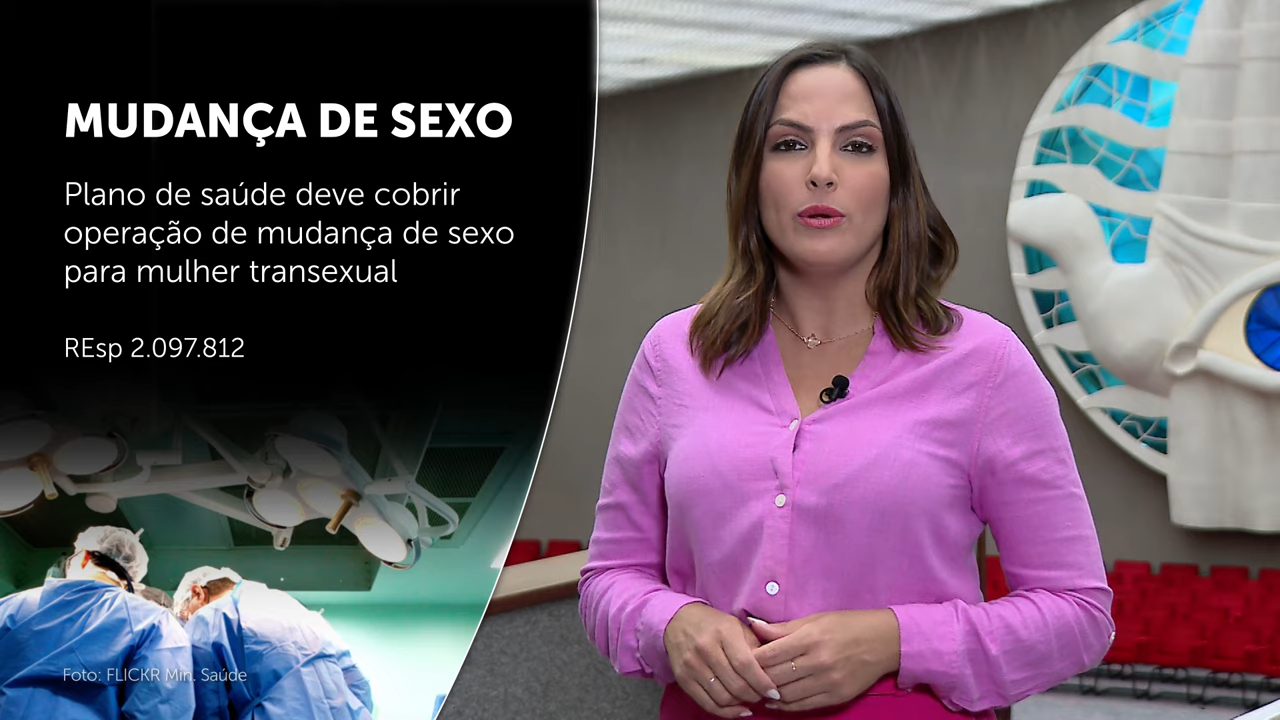 MUDANÇA DE SEXO
Plano de saúde deve cobrir
operação de mudança de sexo
para mulher transexual
REsp 2.097.812
Foto: FLICKR Min. Saúde